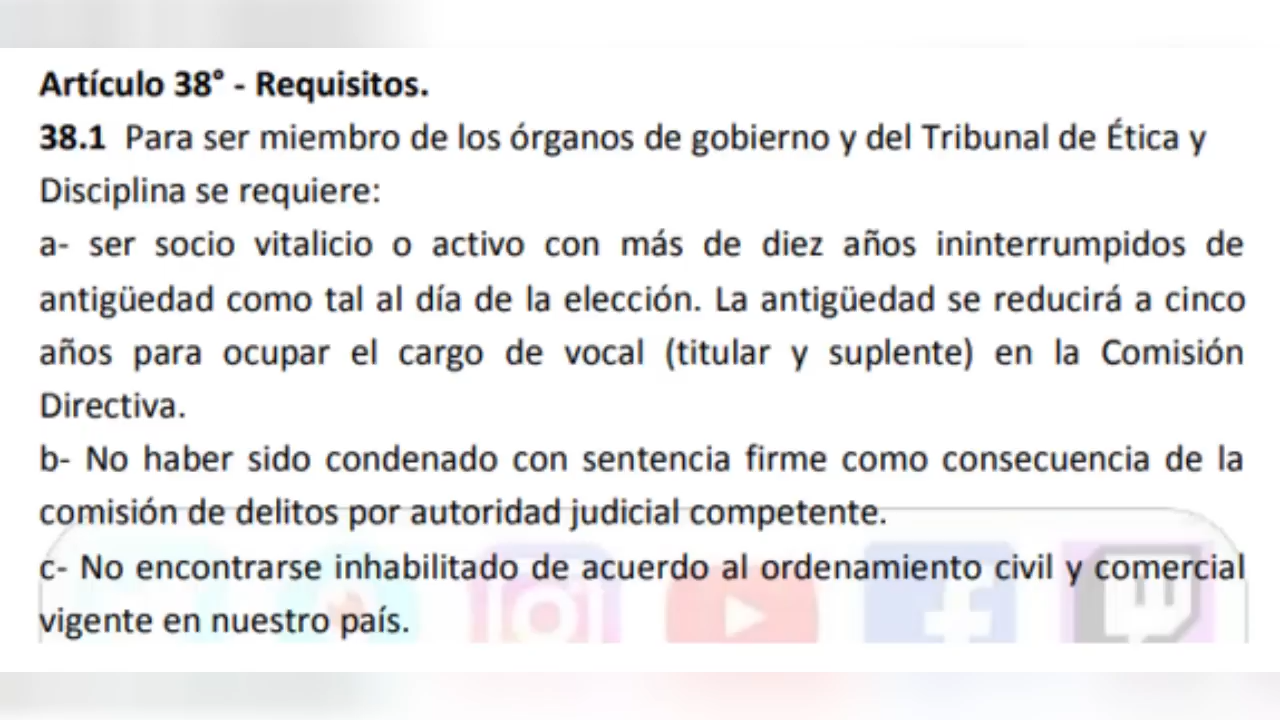 Artículo 38° - Requisitos.
38.1 Para ser miembro de los órganos de gobierno y del Tribunal de Ética y
Disciplina se requiere:
a- ser socio vitalicio o activo con más de diez años ininterrumpidos de
antigüedad como tal al día de la elección. La antigüedad se reducirá a cinco
años para ocupar el cargo de vocal (titular y suplente) en la Comisión
Directiva.
b- No haber sido condenado con sentencia firme como consecuencia de la
comisión de delitos por autoridad judicial competente.
c- No encontrarse inhabilitado de acuerdo al ordenamiento civil y comercial
vigente en nuestro país.